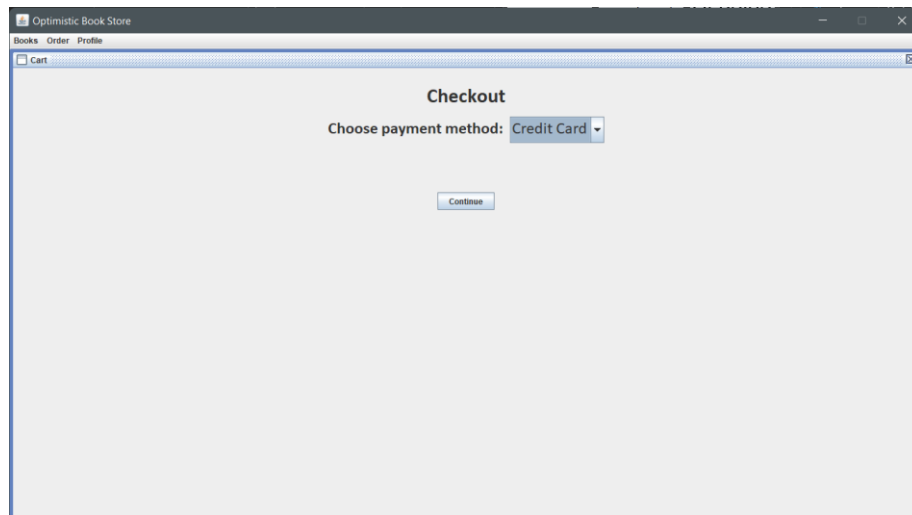 Optimistic Book Store
Books Order Profile
Cart
Checkout
Choose payment method: Credit Card
Continue